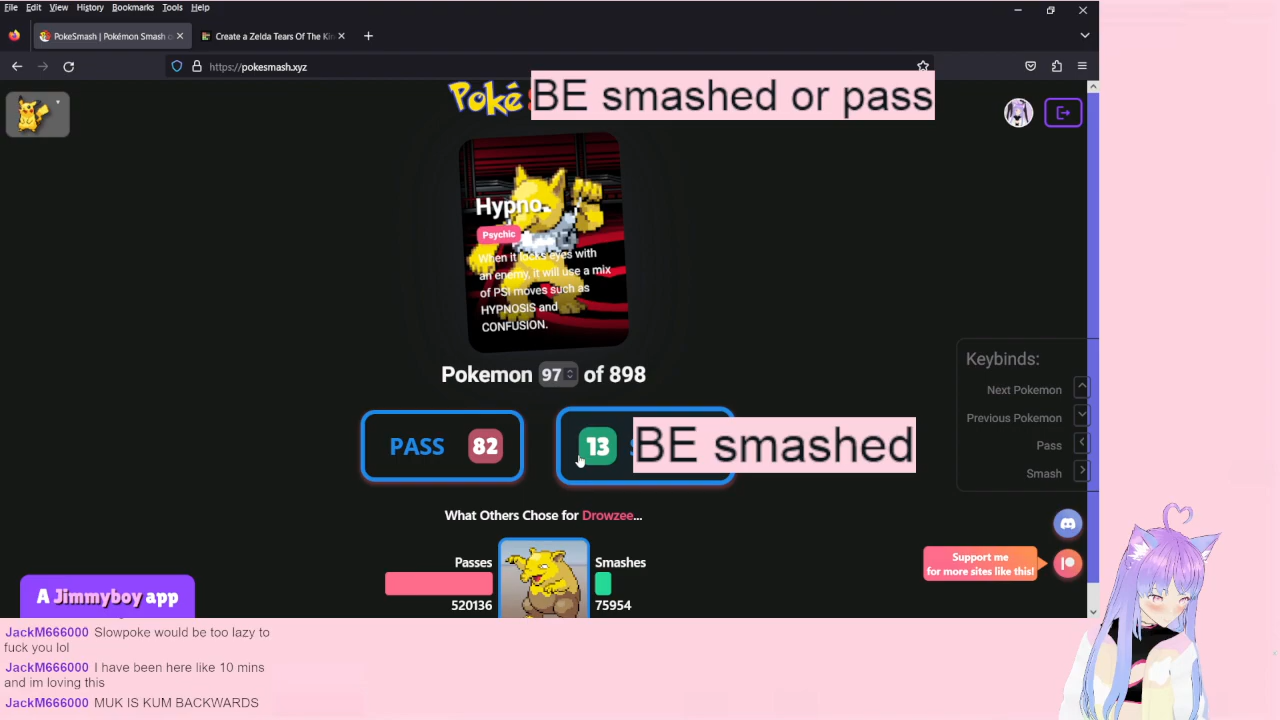 File Edit View History Bookmarks Tools Help
PokeSmash | Pokémon Smash o
Create a Zelda Tears Of The Kin
https://pokesmash.xyz
Poké BE smashed or pass
Hypno
Psychic
When it locks eyes with
an enemy, it will use a mix
of PSI moves such as
HYPNOSIS and
CONFUSION.
Pokemon 97 of 898
PASS 82
13 BE smashed
Keybinds:
Next Pokemon
Previous Pokemon
Pass
Smash
What Others Chose for Drowzee...
Passes
520136
Smashes
75954
Support me
for more sites like this!
A Jimmyboy app
JackM666000 Slowpoke would be too lazy to
fuck you lol
JackM666000 I have been here like 10 mins
and im loving this
JackM666000 MUK IS KUM BACKWARDS